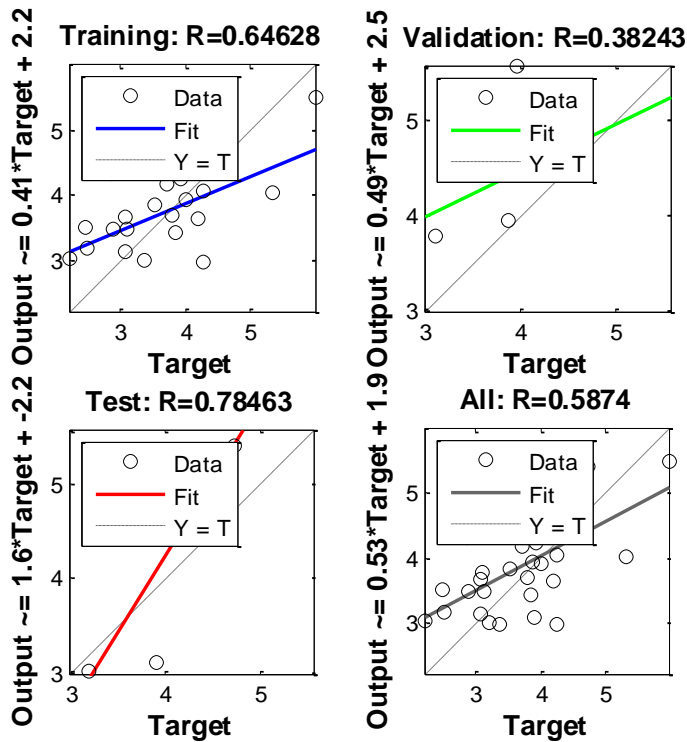 Training: R=0.64628
Output ~= 0.41*Target + 2.2
Data
Fit
Y = T
5
4
3
3 4 5
Target
Validation: R=0.38243
Output ~= 0.49*Target + 2.5
Data
Fit
Y = T
5
4
3
3 4 5
Target
Test: R=0.78463
Output ~= 1.6*Target + -2.2
Data
Fit
Y = T
5
4
3
3 4 5
Target
All: R=0.5874
Output ~= 0.53*Target + 1.9
Data
Fit
Y = T
5
4
3
3 4 5
Target